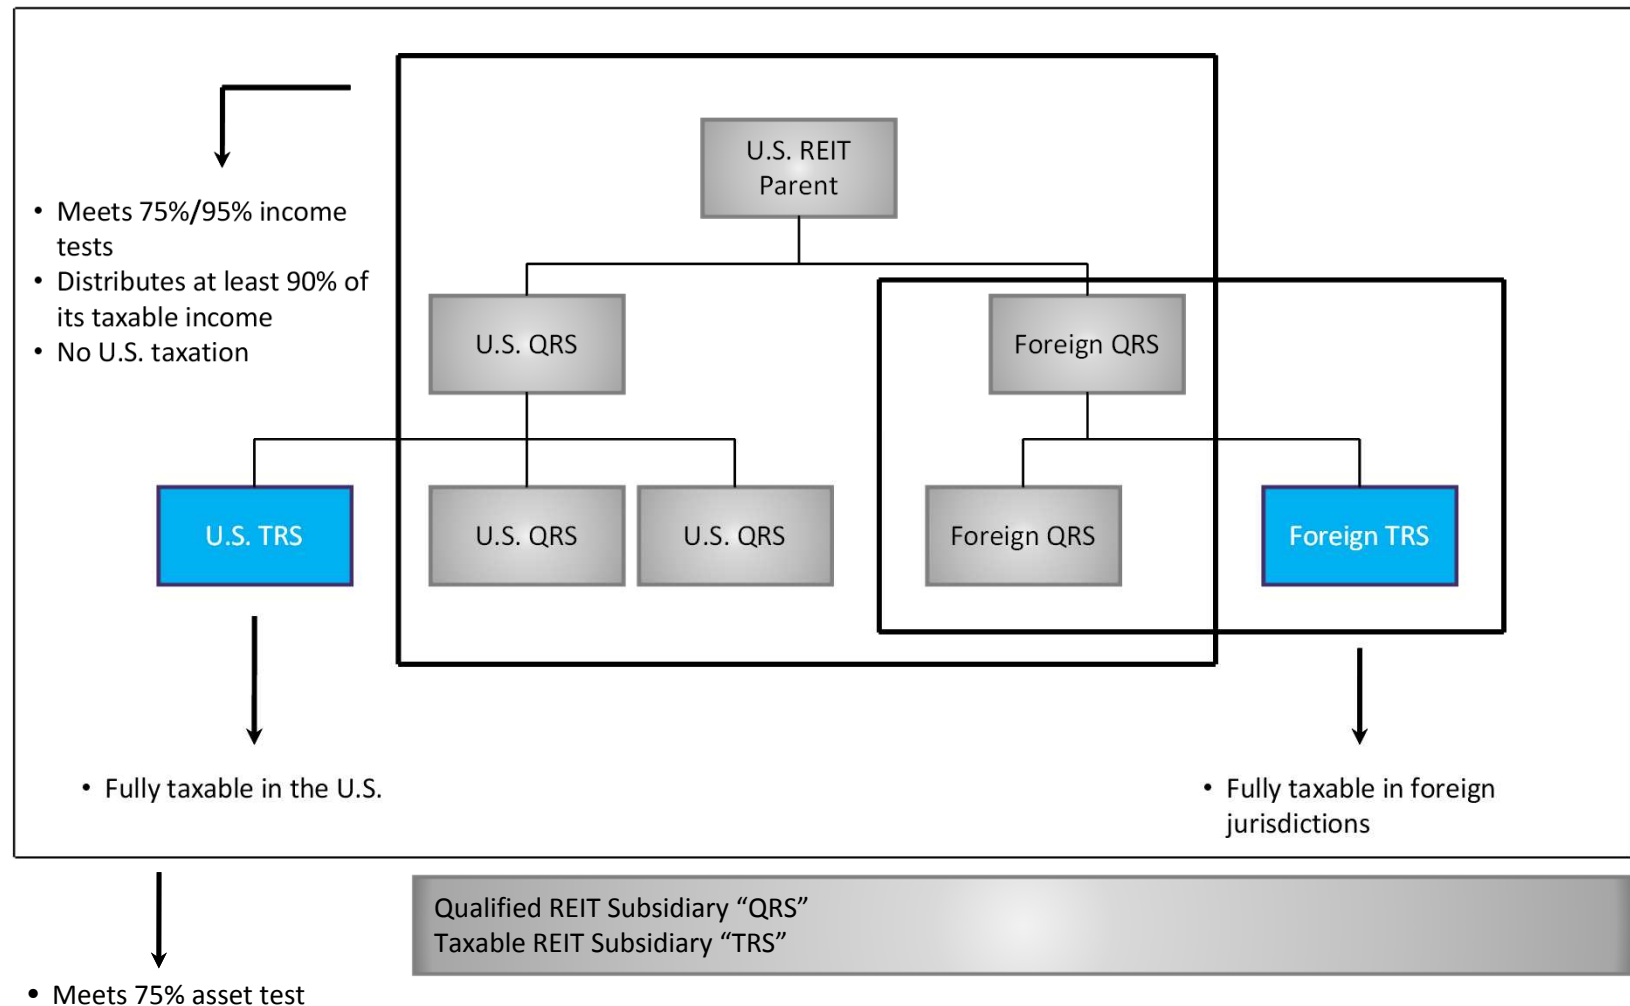 U.S. REIT
Parent
• Meets 75%/95% income
tests
• Distributes at least 90% of
its taxable income
• No U.S. taxation
U.S. QRS
Foreign QRS
U.S. TRS
U.S. QRS
U.S. QRS
Foreign QRS
Foreign TRS
• Fully taxable in the U.S.
• Fully taxable in foreign
jurisdictions
Qualified REIT Subsidiary “QRS”
Taxable REIT Subsidiary “TRS”
• Meets 75% asset test